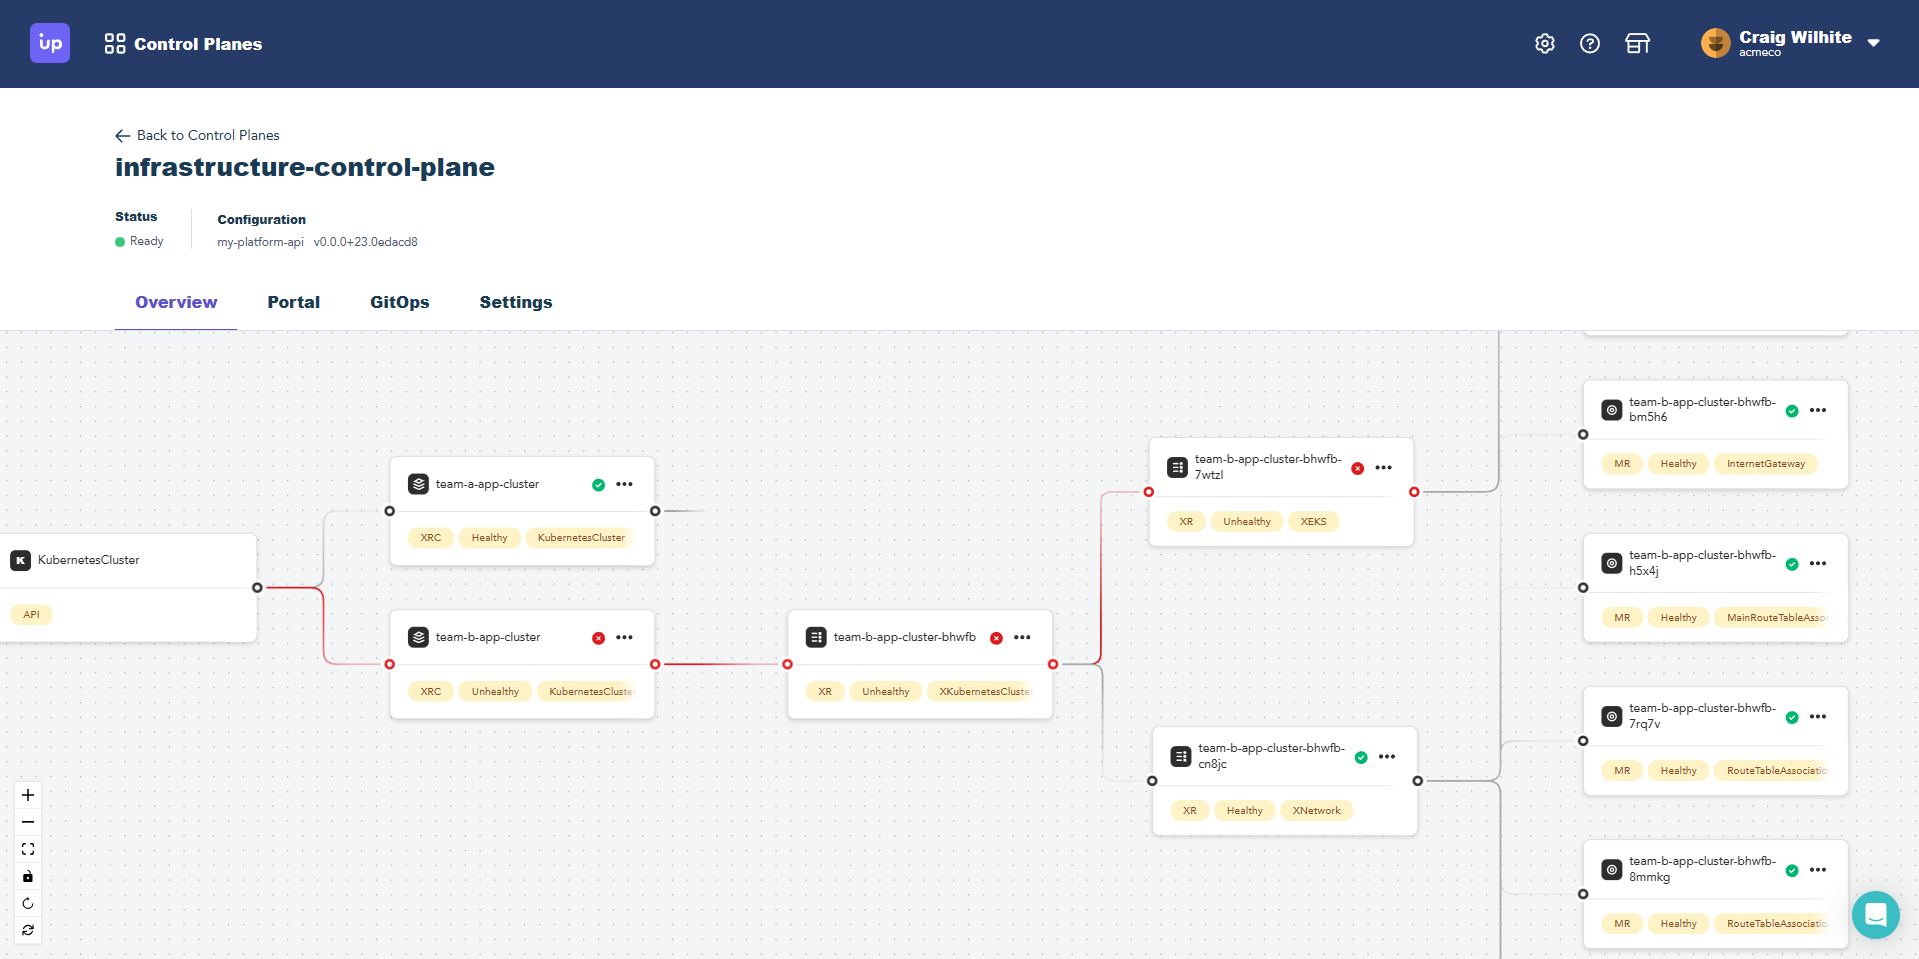 up
Control Planes
Craig Wilhite
acmeco
Back to Control Planes
infrastructure-control-plane
Status
Ready
Configuration
my-platform-api v0.0.0+23.0edacd8
Overview
Portal
GitOps
Settings
K
KubernetesCluster
API
team-a-app-cluster
XRC
Healthy
KubernetesCluster
team-b-app-cluster
XRC
Unhealthy
KubernetesCluster
team-b-app-cluster-bhwfb
XR
Unhealthy
XKubernetesCluster
team-b-app-cluster-bhwfb-
7wtzl
XR
Unhealthy
XEKS
team-b-app-cluster-bhwfb-
cn8jc
XR
Healthy
XNetwork
team-b-app-cluster-bhwfb-
bm5h6
MR
Healthy
InternetGateway
team-b-app-cluster-bhwfb-
h5x4j
MR
Healthy
MainRouteTableAssoc
team-b-app-cluster-bhwfb-
7rq7v
MR
Healthy
RouteTableAssociatio
team-b-app-cluster-bhwfb-
8mmkg
MR
Healthy
RouteTableAssociatio